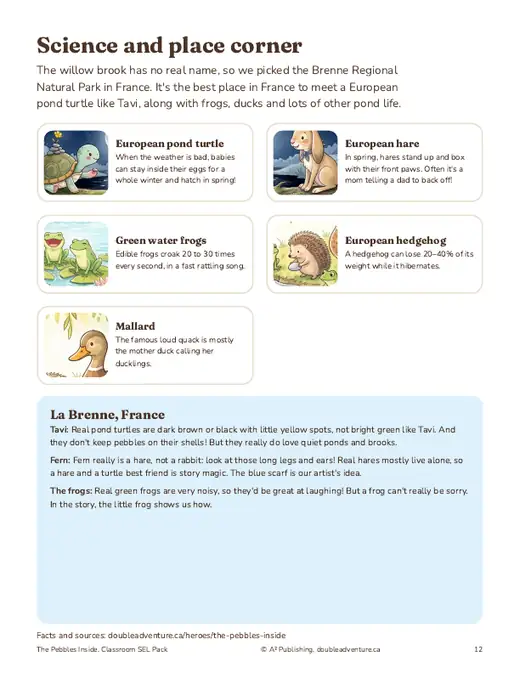 Science and place corner
The willow brook has no real name, so we picked the Brenne Regional
Natural Park in France. It's the best place in France to meet a European
pond turtle like Tavi, along with frogs, ducks and lots of other pond life.
European pond turtle
When the weather is bad, babies
can stay inside their eggs for a
whole winter and hatch in spring!
European hare
In spring, hares stand up and box
with their front paws. Often it's a
mom telling a dad to back off!
Green water frogs
Edible frogs croak 20 to 30 times
every second, in a fast rattling song.
European hedgehog
A hedgehog can lose 20–40% of its
weight while it hibernates.
Mallard
The famous loud quack is mostly
the mother duck calling her
ducklings.
La Brenne, France
Tavi: Real pond turtles are dark brown or black with little yellow spots, not bright green like Tavi. And
they don't keep pebbles on their shells! But they really do love quiet ponds and brooks.
Fern: Fern really is a hare, not a rabbit: look at those long legs and ears! Real hares mostly live alone, so
a hare and a turtle best friend is story magic. The blue scarf is our artist's idea.
The frogs: Real green frogs are very noisy, so they'd be great at laughing! But a frog can't really be sorry.
In the story, the little frog shows us how.
Facts and sources: doubleadventure.ca/heroes/the-pebbles-inside
The Pebbles Inside. Classroom SEL Pack
© A² Publishing. doubleadventure.ca
12